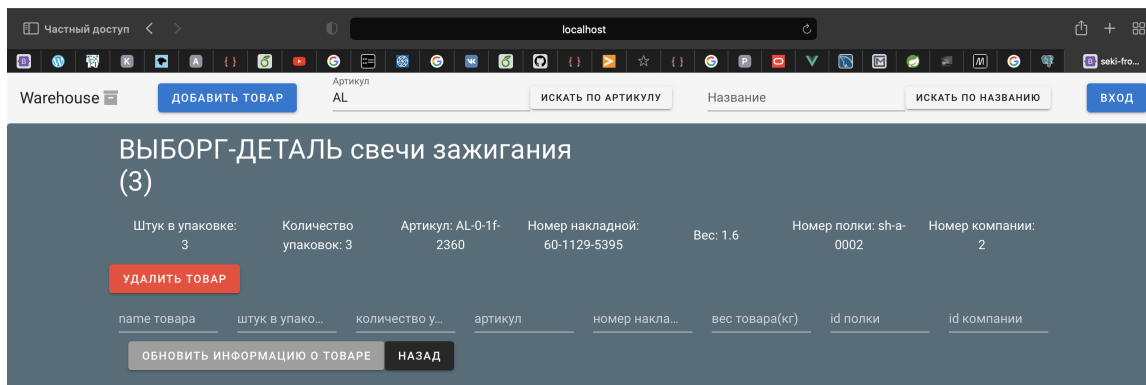 Частный доступ
localhost
seki-fro...
Warehouse
ДОБАВИТЬ ТОВАР
Артикул
AL
ИСКАТЬ ПО АРТИКУЛУ
Название
ИСКАТЬ ПО НАЗВАНИЮ
ВХОД
ВЫБОРГ-ДЕТАЛЬ свечи зажигания
(3)
Штук в упаковке:
3
Количество
упаковок: 3
Артикул: AL-0-1f-
2360
Номер накладной:
60-1129-5395
Вес: 1.6
Номер полки: sh-a-
0002
Номер компании:
2
УДАЛИТЬ ТОВАР
name товара
штук в упако...
количество у...
артикул
номер накла...
вес товара(кг)
id полки
id компании
ОБНОВИТЬ ИНФОРМАЦИЮ О ТОВАРЕ
НАЗАД